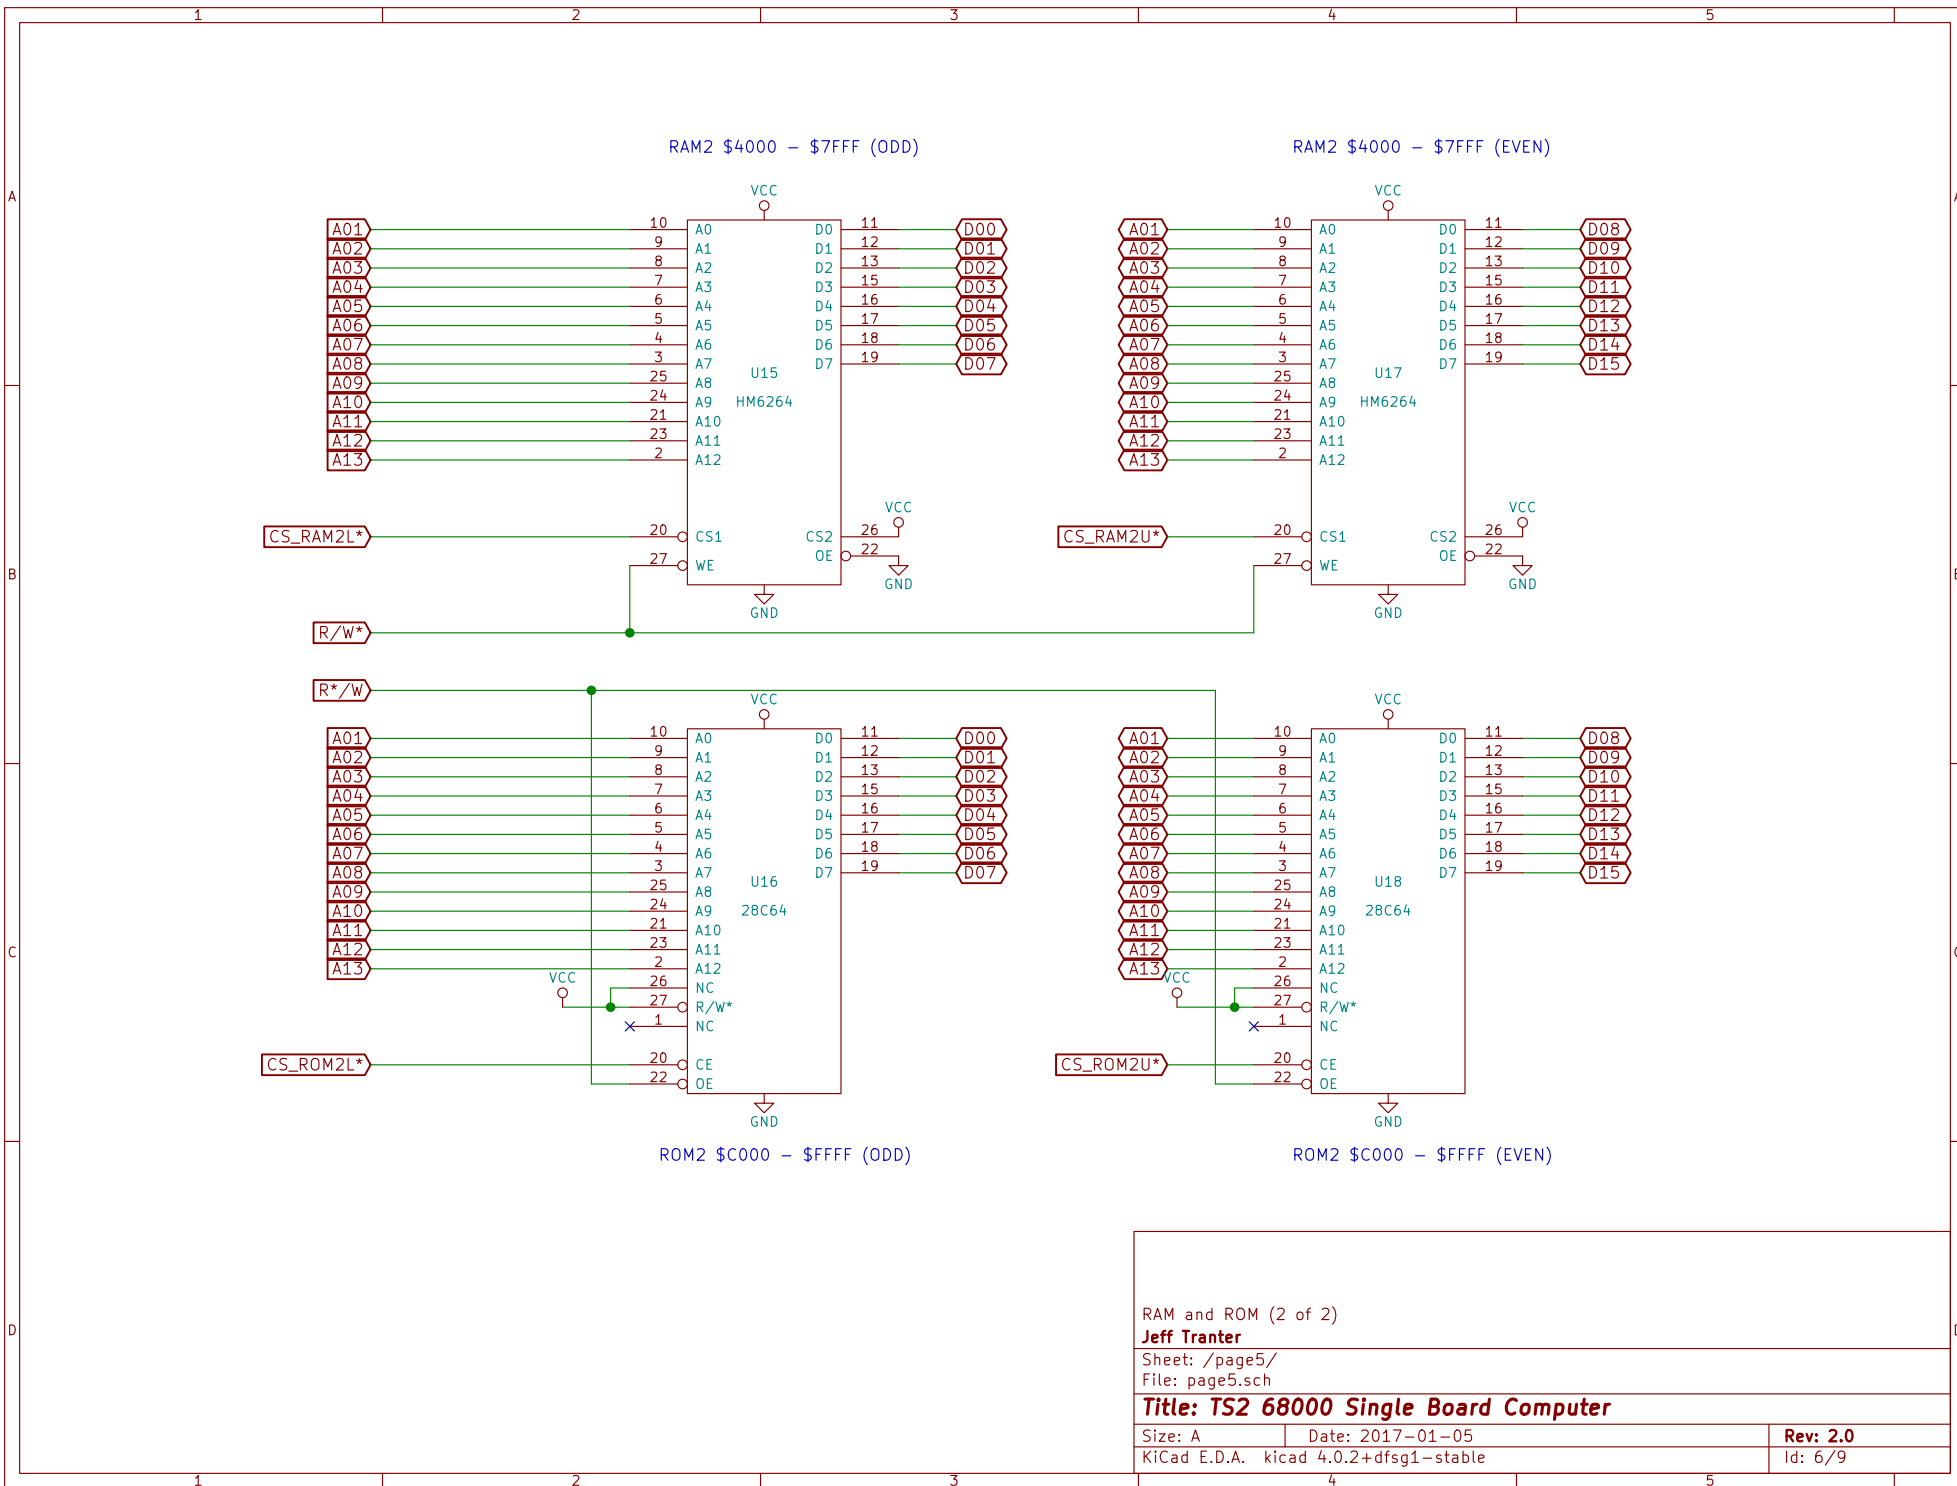 1 2 3 4 5
RAM2 $4000 - $7FFF (ODD) RAM2 $4000 - $7FFF (EVEN)
A
VCC VCC
A01 10 A0 D0 11 D00 A01 10 A0 D0 11 D08
A02 9 A1 D1 12 D01 A02 9 A1 D1 12 D09
A03 8 A2 D2 13 D02 A03 8 A2 D2 13 D10
A04 7 A3 D3 15 D03 A04 7 A3 D3 15 D11
A05 6 A4 D4 16 D04 A05 6 A4 D4 16 D12
A06 5 A5 D5 17 D05 A06 5 A5 D5 17 D13
A07 4 A6 D6 18 D06 A07 4 A6 D6 18 D14
A08 3 A7 D7 19 D07 A08 3 A7 D7 19 D15
U15 U17
A09 25 A8 A09 25 A8
A10 24 A9 HM6264 A10 24 A9 HM6264
A11 21 A10 A11 21 A10
A12 23 A11 A12 23 A11
A13 2 A12 A13 2 A12
VCC VCC
CS_RAM2L* 20 CS1 CS2 26 CS_RAM2U* 20 CS1 CS2 26
OE 22 OE 22
27 WE 27 WE
B
GND GND
GND GND
R/W*
R*/W
VCC VCC
A01 10 A0 D0 11 D00 A01 10 A0 D0 11 D08
A02 9 A1 D1 12 D01 A02 9 A1 D1 12 D09
A03 8 A2 D2 13 D02 A03 8 A2 D2 13 D10
A04 7 A3 D3 15 D03 A04 7 A3 D3 15 D11
A05 6 A4 D4 16 D04 A05 6 A4 D4 16 D12
A06 5 A5 D5 17 D05 A06 5 A5 D5 17 D13
A07 4 A6 D6 18 D06 A07 4 A6 D6 18 D14
A08 3 A7 D7 19 D07 A08 3 A7 D7 19 D15
U16 U18
A09 25 A8 A09 25 A8
A10 24 A9 28C64 A10 24 A9 28C64
A11 21 A10 A11 21 A10
C
A12 23 A11 A12 23 A11
A13 2 A12 A13 2 A12
VCC 26 NC VCC 26 NC
27 R/W* 27 R/W*
1 NC 1 NC
CS_ROM2L* 20 CE CS_ROM2U* 20 CE
22 OE 22 OE
GND GND
ROM2 $C000 - $FFFF (ODD) ROM2 $C000 - $FFFF (EVEN)
RAM and ROM (2 of 2)
D
Jeff Tranter
Sheet: /page5/
File: page5.sch
Title: TS2 68000 Single Board Computer
Size: A Date: 2017-01-05 Rev: 2.0
KiCad E.D.A. kicad 4.0.2+dfsg1-stable Id: 6/9
1 2 3 4 5